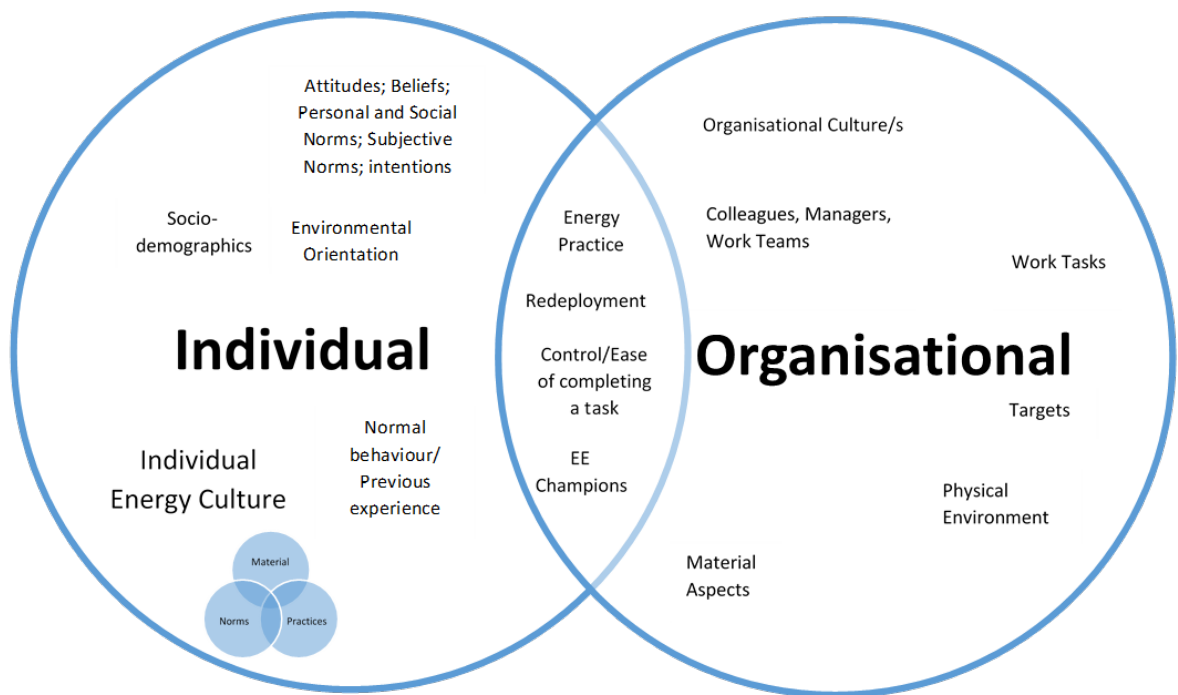 Attitudes; Beliefs;
Personal and Social
Norms; Subjective
Norms; intentions
Socio-
demographics
Environmental
Orientation
Individual
Individual
Energy Culture
Normal
behaviour/
Previous
experience
Material
Norms
Practices
Energy
Practice
Redeployment
Control/Ease
of completing
a task
EE
Champions
Organisational Culture/s
Colleagues, Managers,
Work Teams
Work Tasks
Organisational
Targets
Physical
Environment
Material
Aspects